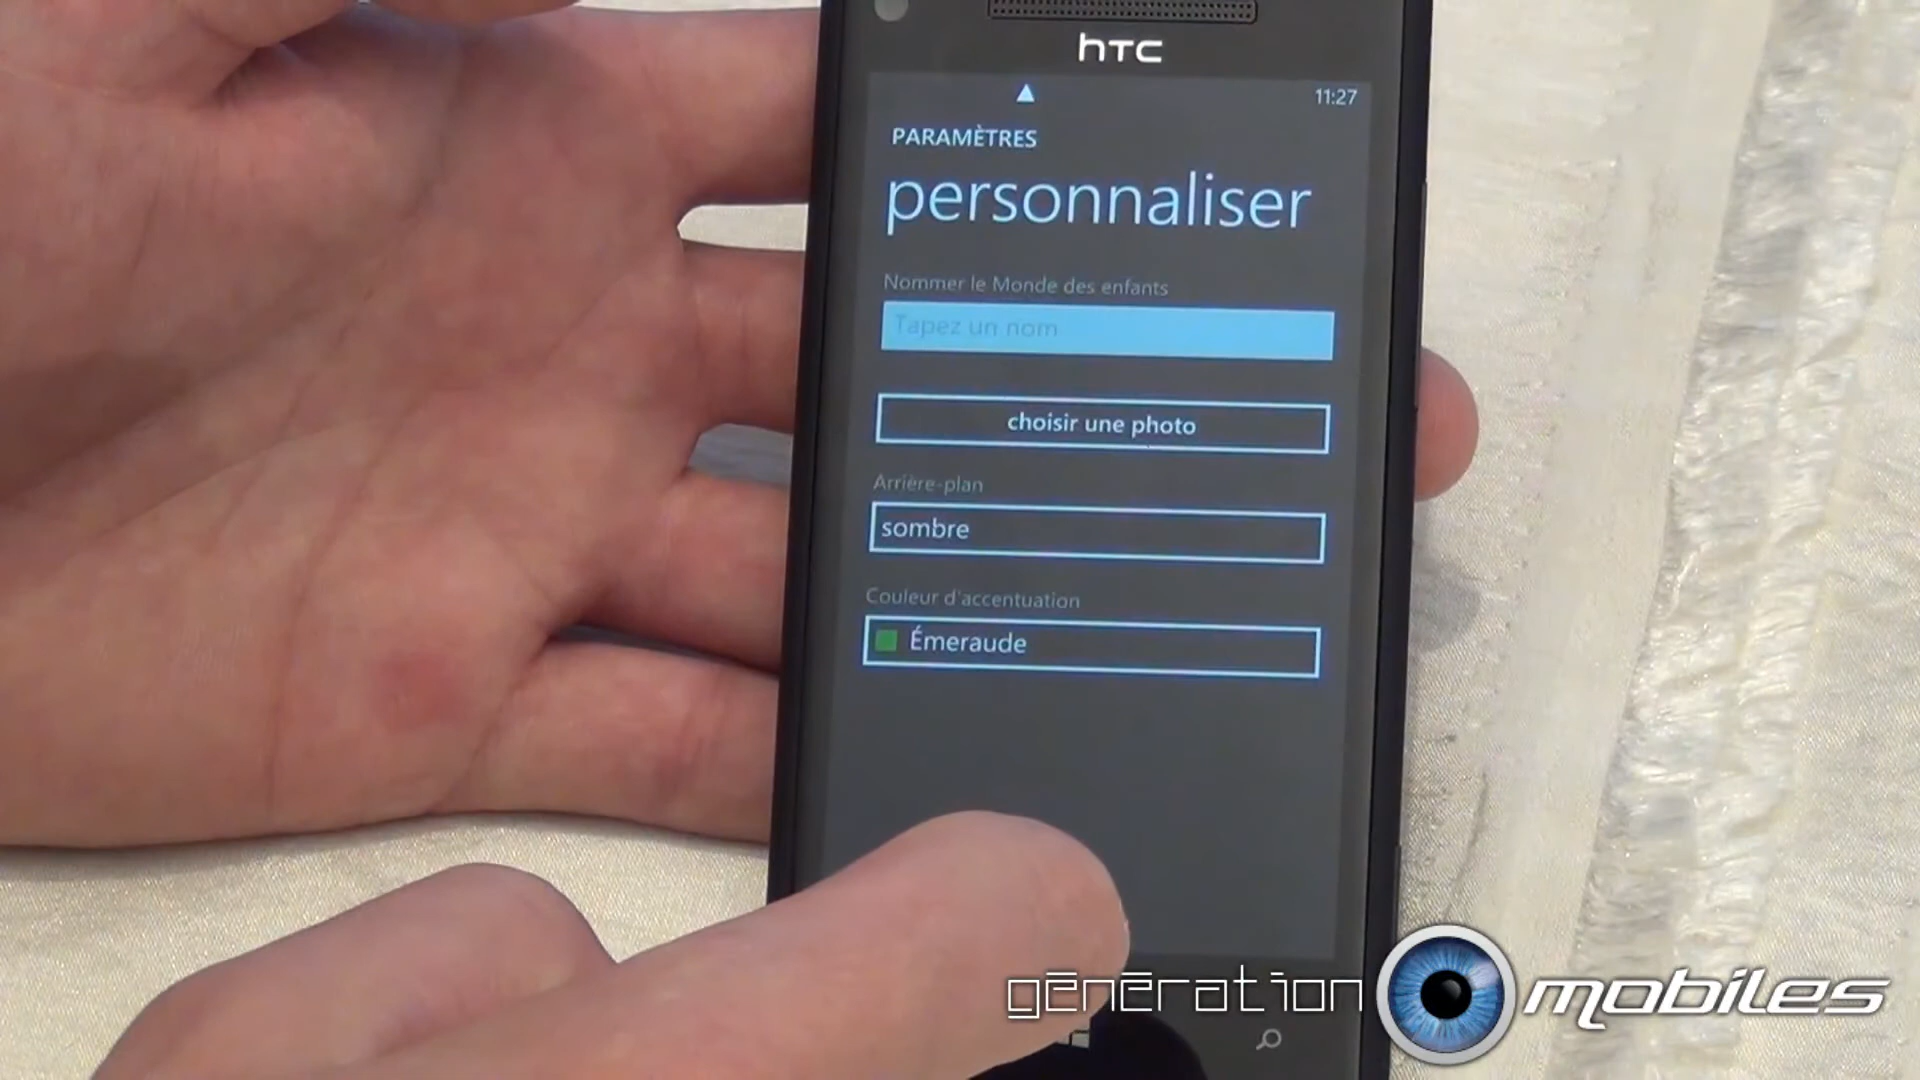 hTC
11:27
PARAMÈTRES
personnaliser
Nommer le Monde des enfants
Tapez un nom
choisir une photo
Arrière-plan
sombre
Couleur d'accentuation
Émeraude
génération mobiles